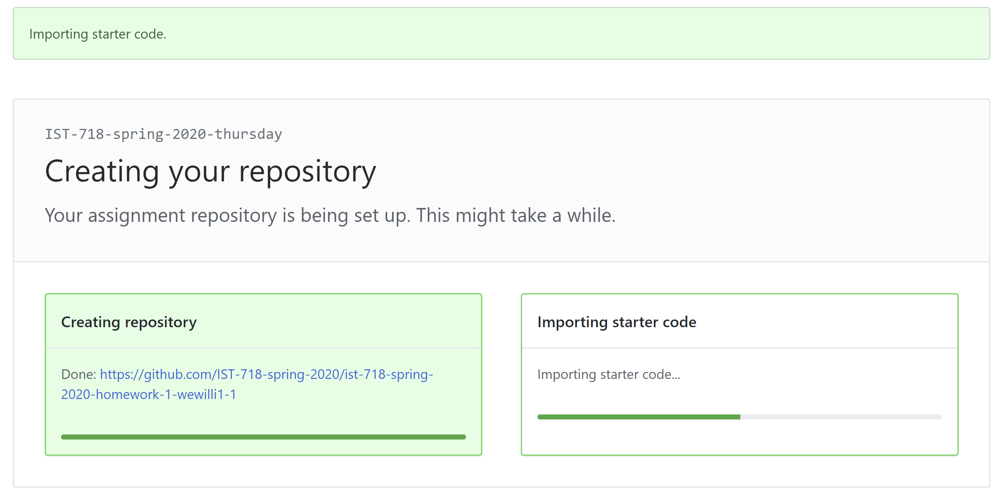 Importing starter code.
IST-718-spring-2020-thursday
Creating your repository
Your assignment repository is being set up. This might take a while.
Creating repository
Done: https://github.com/IST-718-spring-2020/ist-718-spring-
2020-homework-1-wewilli1-1
Importing starter code
Importing starter code...